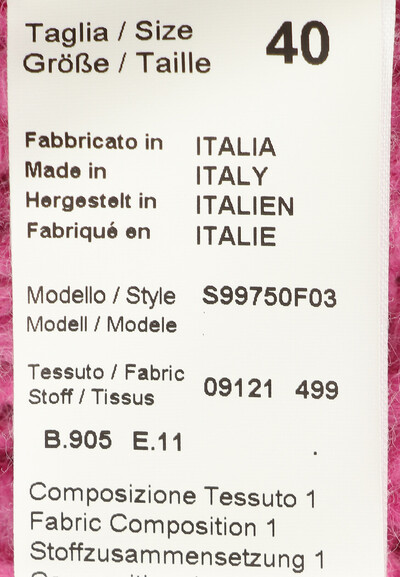 Taglia / Size 40
Größe / Taille
Fabbricato in ITALIA
Made in ITALY
Hergestelt in ITALIEN
Fabriqué en ITALIE
Modello / Style S99750F03
Modell / Modele
Tessuto / Fabric 09121 499
Stoff / Tissus
B.905 E.11
Composizione Tessuto 1
Fabric Composition 1
Stoffzusammensetzung 1